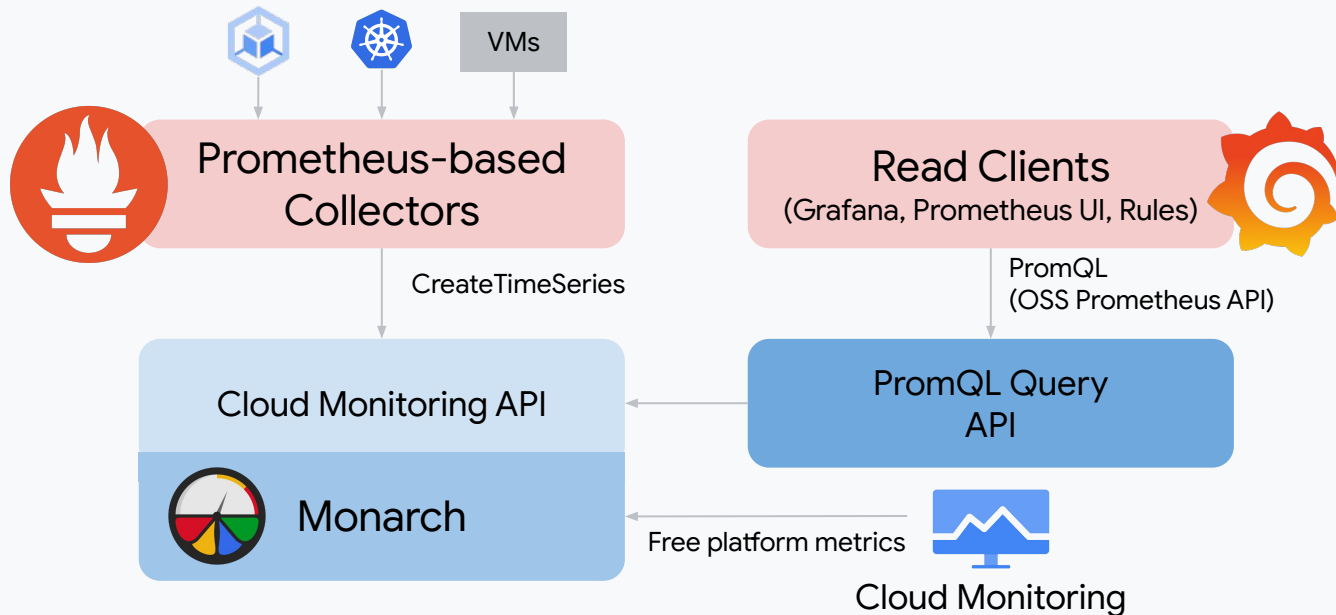 VMs
Prometheus-based
Collectors
Read Clients
(Grafana, Prometheus UI, Rules)
CreateTimeSeries
PromQL
(OSS Prometheus API)
Cloud Monitoring API
PromQL Query
API
Monarch
Free platform metrics
Cloud Monitoring